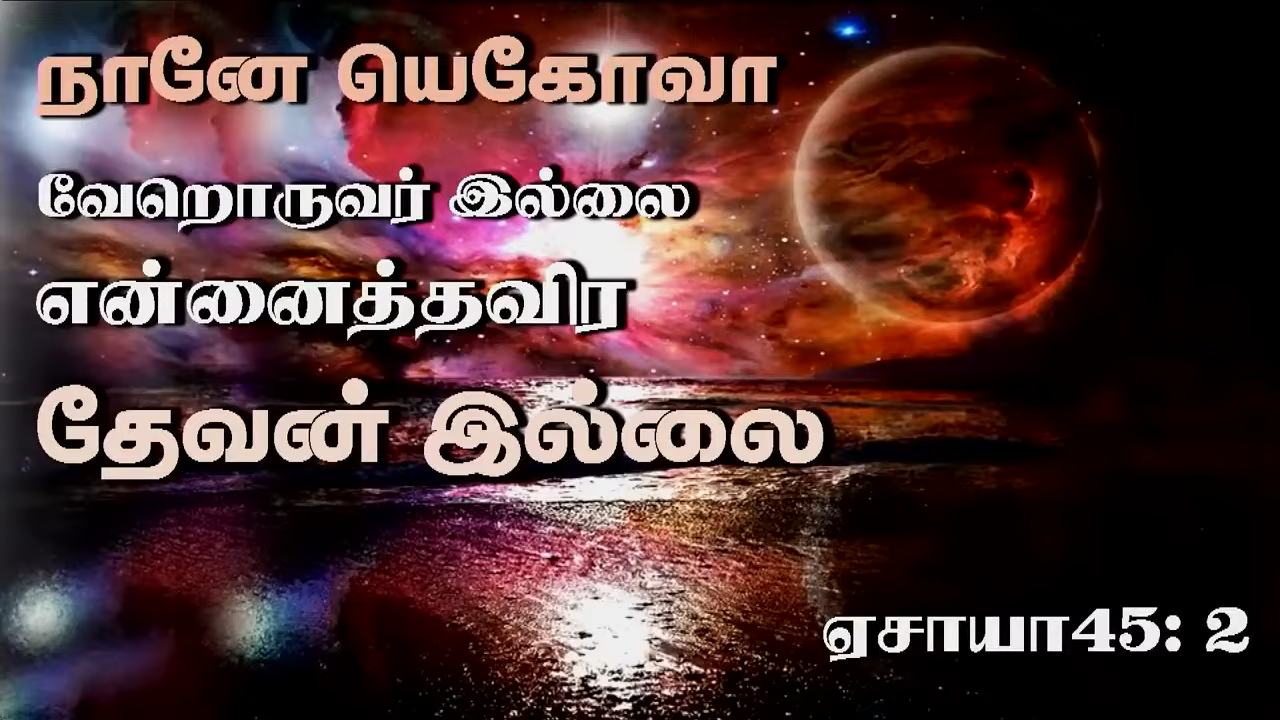 நானே யெகோவா
வேறொருவர் இல்லை
என்னைத்தவிர
தேவன் இல்லை
ஏசாயா45: 2